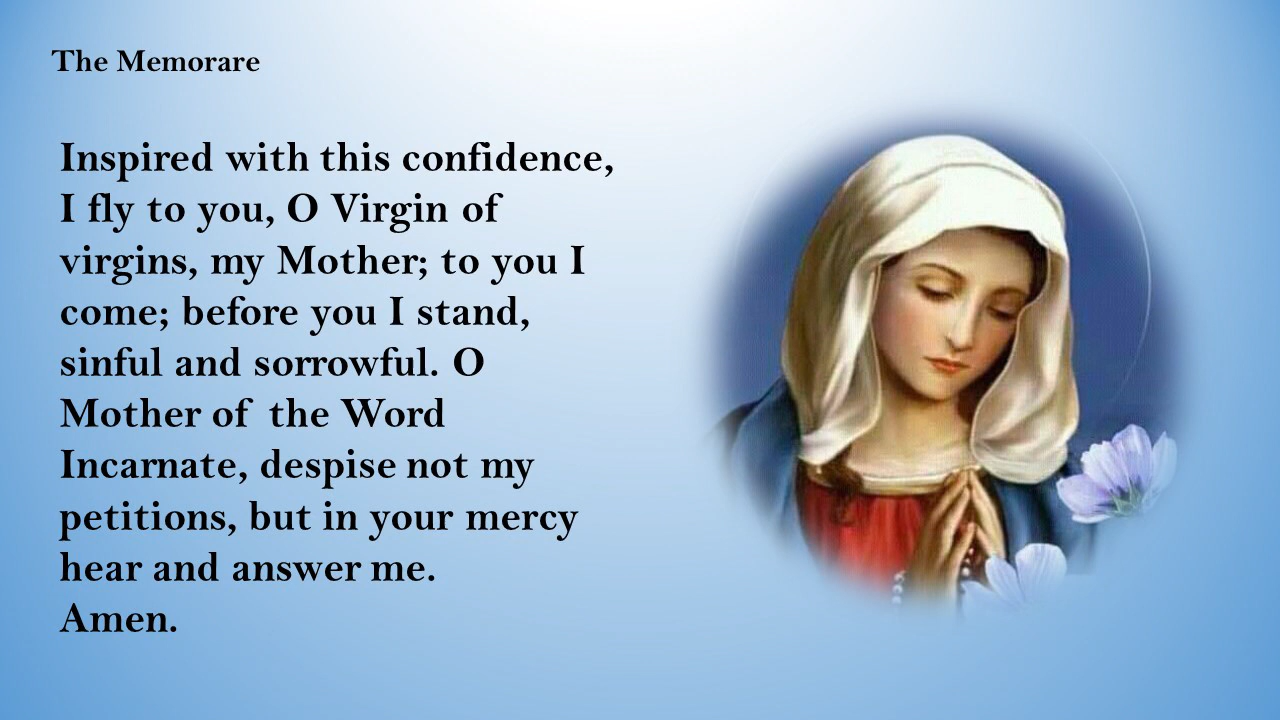 The Memorare
Inspired with this confidence,
I fly to you, O Virgin of
virgins, my Mother; to you I
come; before you I stand,
sinful and sorrowful. O
Mother of the Word
Incarnate, despise not my
petitions, but in your mercy
hear and answer me.
Amen.